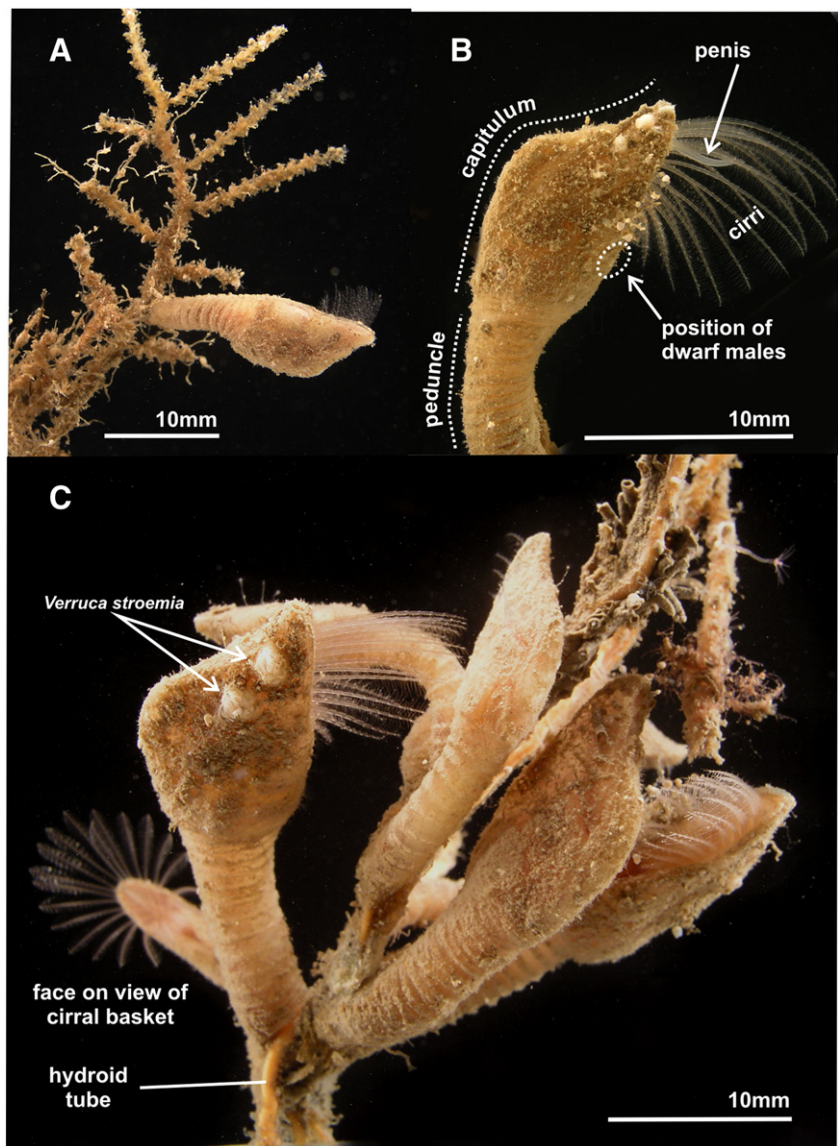 A
10mm
B
penis
capitulum
cirri
position of
dwarf males
peduncle
10mm
C
Verruca stroemia
face on view of
cirral basket
hydroid
tube
10mm